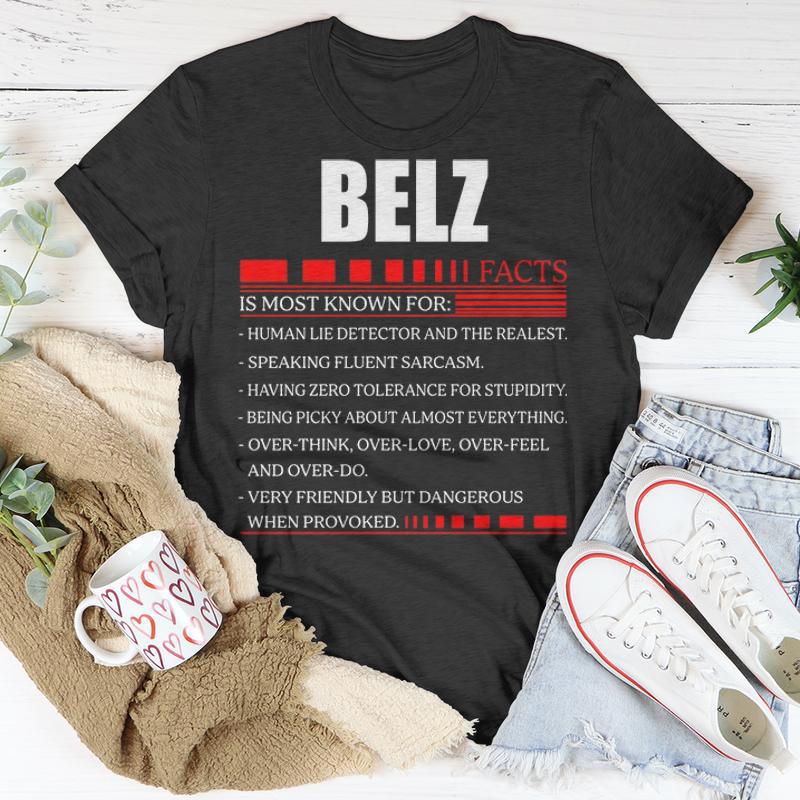 BELZ
FACTS
IS MOST KNOWN FOR:
- HUMAN LIE DETECTOR AND THE REALEST.
- SPEAKING FLUENT SARCASM.
- HAVING ZERO TOLERANCE FOR STUPIDITY.
- BEING PICKY ABOUT ALMOST EVERYTHING.
- OVER-THINK, OVER-LOVE, OVER-FEEL
AND OVER-DO.
- VERY FRIENDLY BUT DANGEROUS
WHEN PROVOKED.